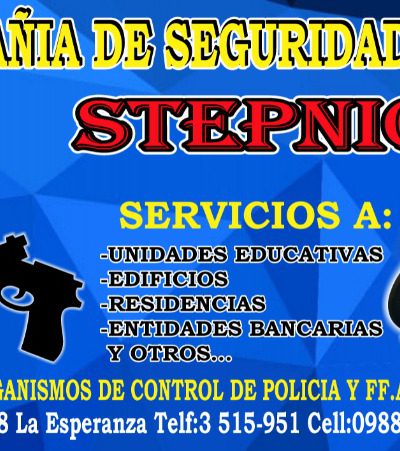 AÑIA DE SEGURIDAD
STEPNIC
SERVICIOS A:
-UNIDADES EDUCATIVAS
-EDIFICIOS
-RESIDENCIAS
-ENTIDADES BANCARIAS
Y OTROS...
GANISMOS DE CONTROL DE POLICIA Y FF.A
8 La Esperanza Telf:3 515-951 Cell:0988